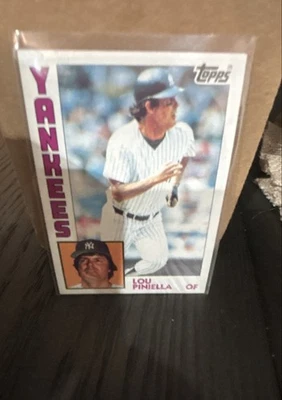 Topps
YANKEES
LOU
PINIELLA OF